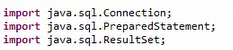 import java.sql.Connection;
import java.sql.PreparedStatement;
import java.sql.ResultSet;